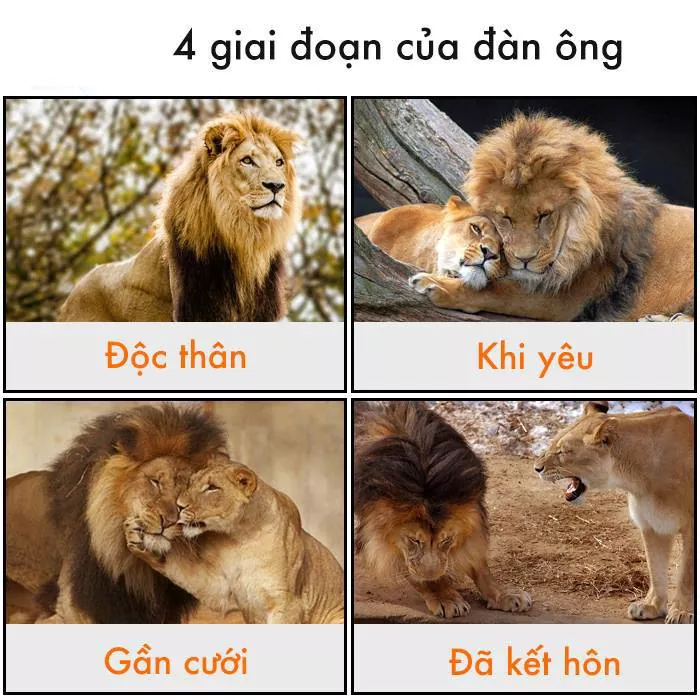 4 giai đoạn của đàn ông
Độc thân
Khi yêu
Gần cưới
Đã kết hôn